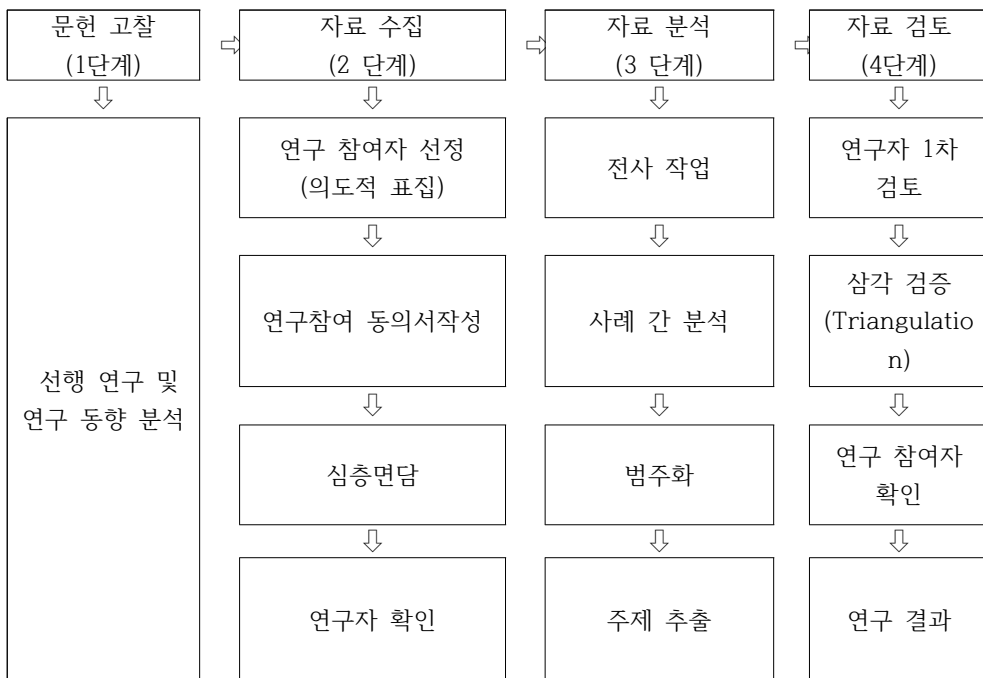 문헌 고찰
(1단계)
자료 수집
(2 단계)
자료 분석
(3 단계)
자료 검토
(4단계)
선행 연구 및
연구 동향 분석
연구 참여자 선정
(의도적 표집)
연구참여 동의서작성
심층면담
연구자 확인
전사 작업
사례 간 분석
범주화
주제 추출
연구자 1차
검토
삼각 검증
(Triangulatio
n)
연구 참여자
확인
연구 결과